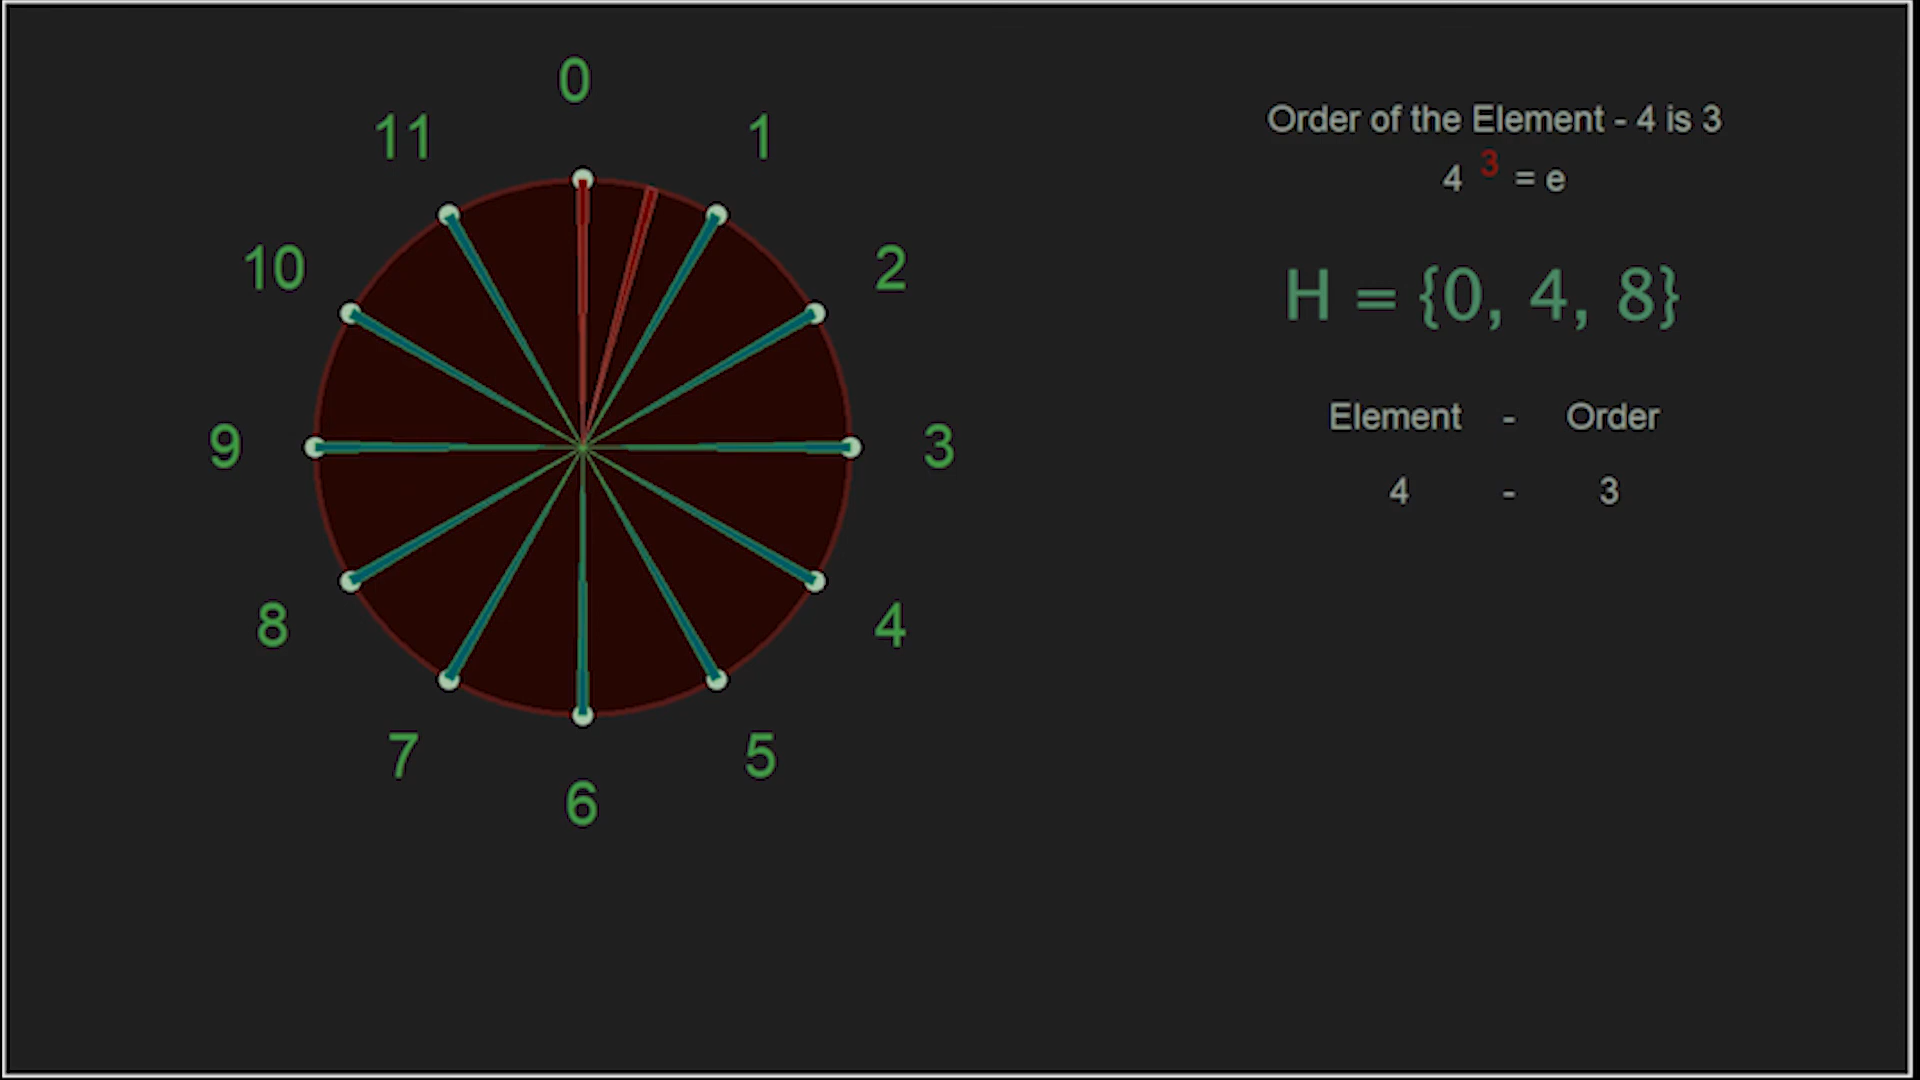 0
11
1
10
2
9
3
8
4
7
5
6
Order of the Element - 4 is 3
4 3 = e
H = {0, 4, 8}
Element - Order
4 - 3